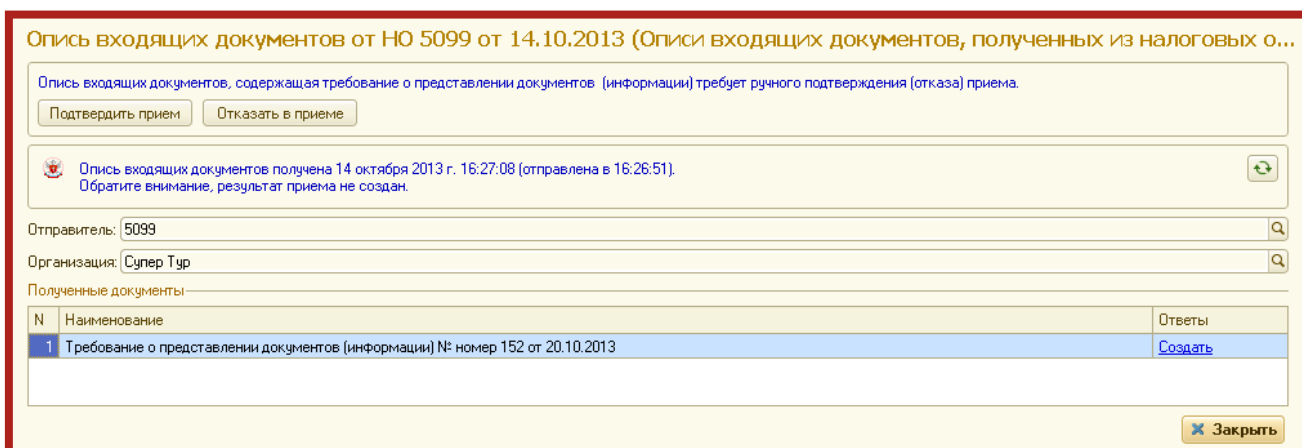 Опись входящих документов от НО 5099 от 14.10.2013 (Описи входящих документов, полученных из налоговых о...
Опись входящих документов, содержащая требование о представлении документов (информации) требует ручного подтверждения (отказа) приема.
Подтвердить прием Отказать в приеме
Опись входящих документов получена 14 октября 2013 г. 16:27:08 (отправлена в 16:26:51).
Обратите внимание, результат приема не создан.
Отправитель: 5099
Организация: Супер Тур
Полученные документы
N Наименование Ответы
1 Требование о представлении документов (информации) № номер 152 от 20.10.2013 Создать
Закрыть